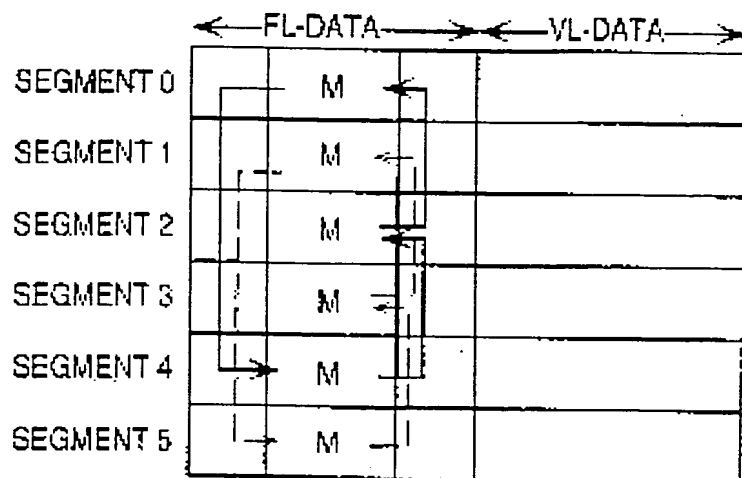 FL-DATA VL-DATA
SEGMENT 0 M
SEGMENT 1 M
SEGMENT 2 M
SEGMENT 3 M
SEGMENT 4 M
SEGMENT 5 M